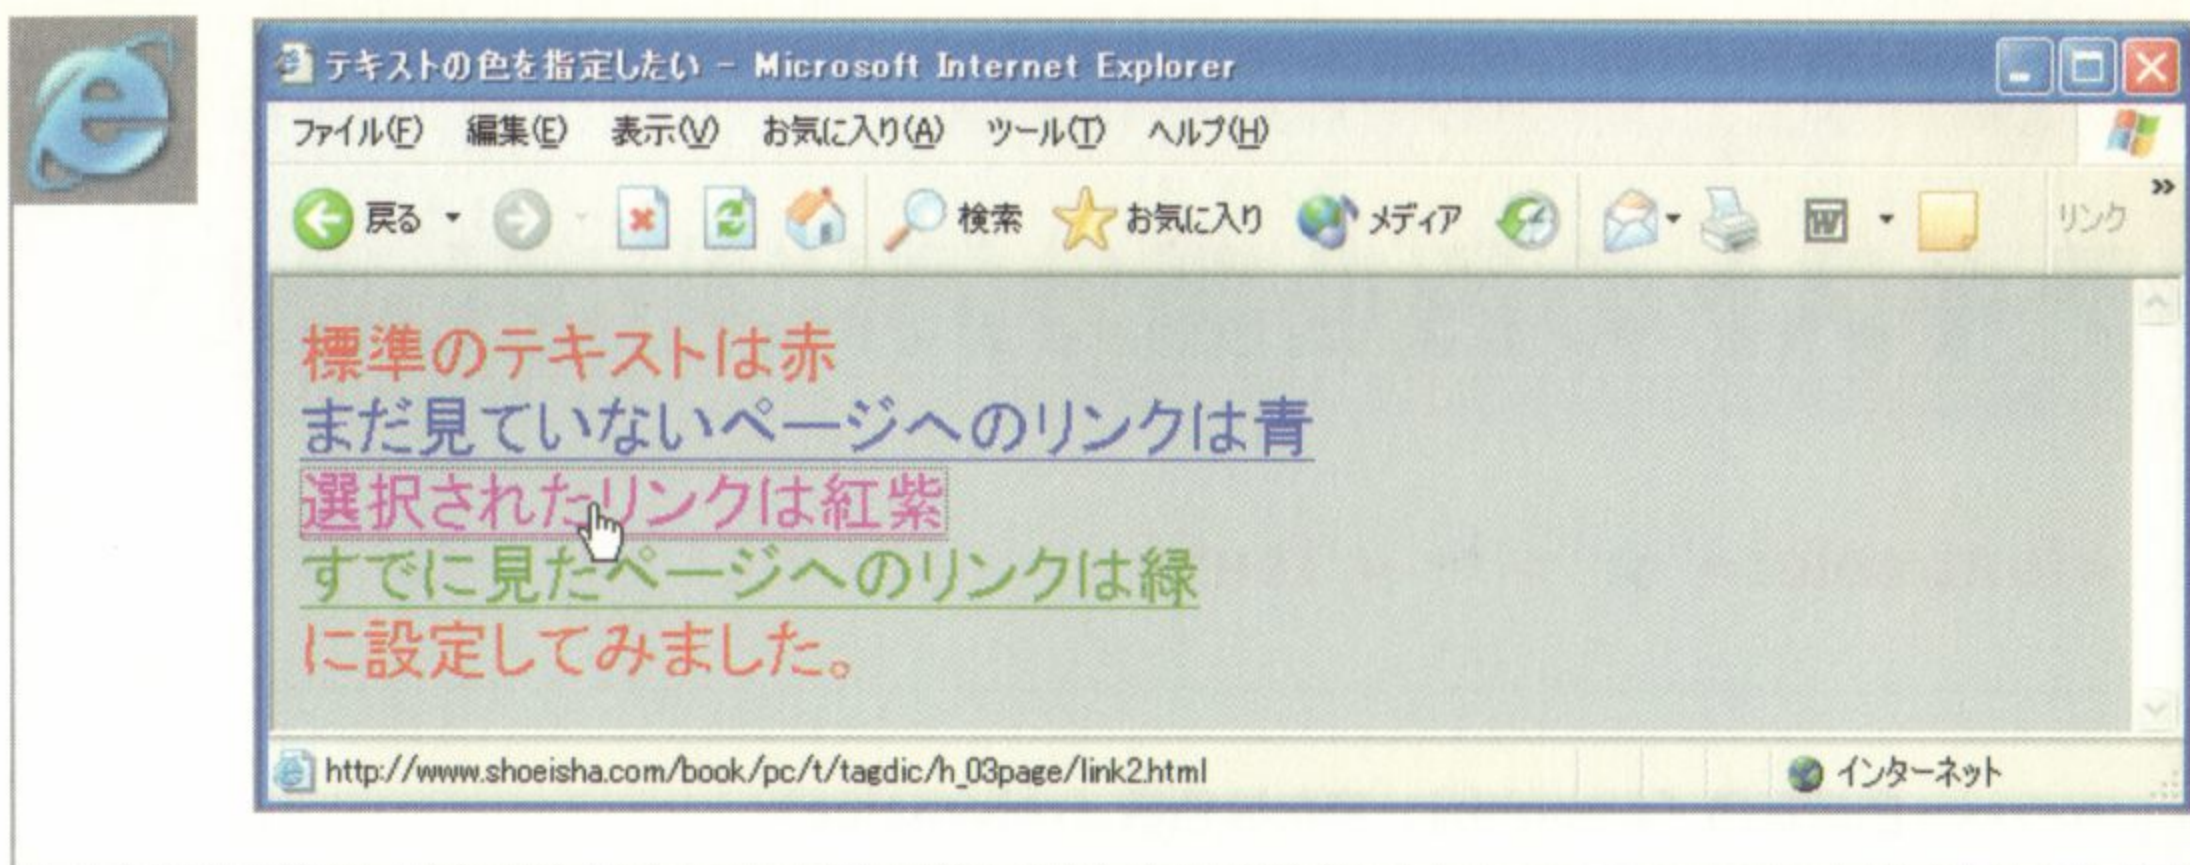 テキストの色を指定したい - Microsoft Internet Explorer
ファイル(F) 編集(E) 表示(V) お気に入り(A) ツール(T) ヘルプ(H)
戻る 検索 お気に入り メディア W リンク »
標準のテキストは赤
まだ見ていないページへのリンクは青
選択されたリンクは紅紫
すでに見たページへのリンクは緑
に設定してみました。
http://www.shoeisha.com/book/pc/t/tagdic/h_03page/link2.html インターネット